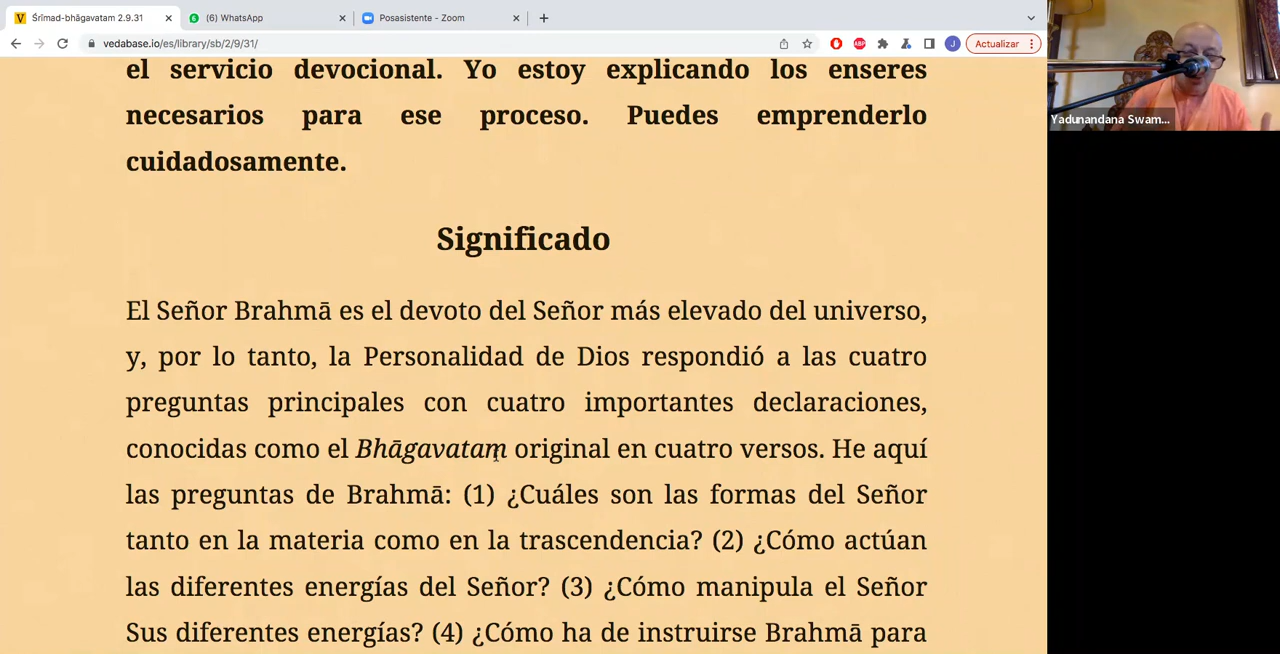 Śrīmad-bhāgavatam 2.9.31
(6) WhatsApp
Posasistente - Zoom
vedabase.io/es/library/sb/2/9/31/
ABP
J
Actualizar
el servicio devocional. Yo estoy explicando los enseres
necesarios para ese proceso. Puedes emprenderlo
cuidadosamente.
Significado
El Señor Brahmā es el devoto del Señor más elevado del universo,
y, por lo tanto, la Personalidad de Dios respondió a las cuatro
preguntas principales con cuatro importantes declaraciones,
conocidas como el Bhāgavatam original en cuatro versos. He aquí
las preguntas de Brahmā: (1) ¿Cuáles son las formas del Señor
tanto en la materia como en la trascendencia? (2) ¿Cómo actúan
las diferentes energías del Señor? (3) ¿Cómo manipula el Señor
Sus diferentes energías? (4) ¿Cómo ha de instruirse Brahmā para
Yadunandana Swam...